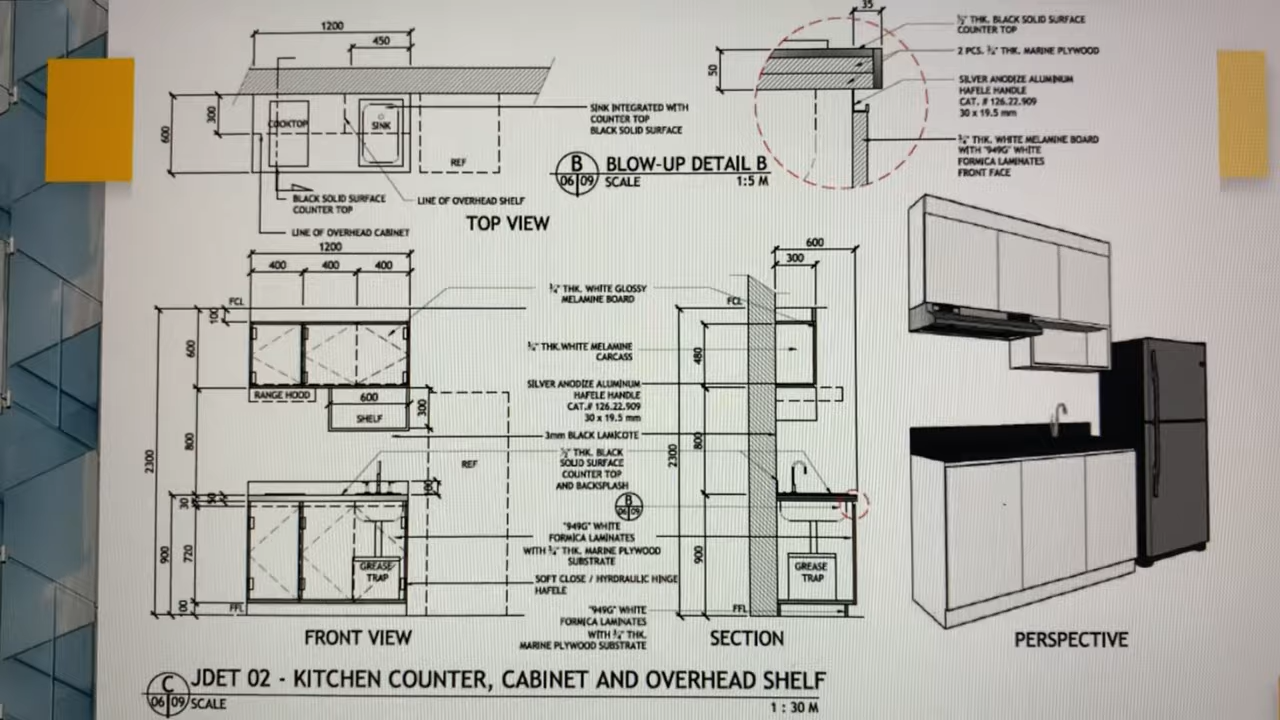 1200
450
300
600
COOKTOP
SINK
REF
SINK INTEGRATED WITH
COUNTER TOP
BLACK SOLID SURFACE
BLACK SOLID SURFACE
COUNTER TOP
LINE OF OVERHEAD SHELF
LINE OF OVERHEAD CABINET
TOP VIEW
B
06 09
BLOW-UP DETAIL B
SCALE
1:5 M
35
50
½" THK. BLACK SOLID SURFACE
COUNTER TOP
2 PCS. ¾" THK. MARINE PLYWOOD
SILVER ANODIZE ALUMINUM
HAFELE HANDLE
CAT. # 126.22.909
30 x 19.5 mm
¾" THK. WHITE MELAMINE BOARD
WITH "949G" WHITE
FORMICA LAMINATES
FRONT FACE
1200
400
400
400
FCL
100
600
RANGE HOOD
600
SHELF
300
800
2300
REF
100
50
30
900
720
100
GREASE
TRAP
FFL
FRONT VIEW
¾" THK. WHITE GLOSSY
MELAMINE BOARD
¾" THK.WHITE MELAMINE
CARCASS
SILVER ANODIZE ALUMINUM
HAFELE HANDLE
CAT.# 126.22.909
30 x 19.5 mm
3mm BLACK LAMICOTE
½" THK. BLACK
SOLID SURFACE
COUNTER TOP
AND BACKSPLASH
B
06 09
"949G" WHITE
FORMICA LAMINATES
WITH ¾" THK. MARINE PLYWOOD
SUBSTRATE
SOFT CLOSE / HYRDRAULIC HINGE
HAFELE
"949G" WHITE
FORMICA LAMINATES
WITH ¾" THK.
MARINE PLYWOOD SUBSTRATE
600
300
FCL
480
800
2300
900
GREASE
TRAP
FFL
SECTION
PERSPECTIVE
C
06 09
JDET 02 - KITCHEN COUNTER, CABINET AND OVERHEAD SHELF
SCALE
1 : 30 M